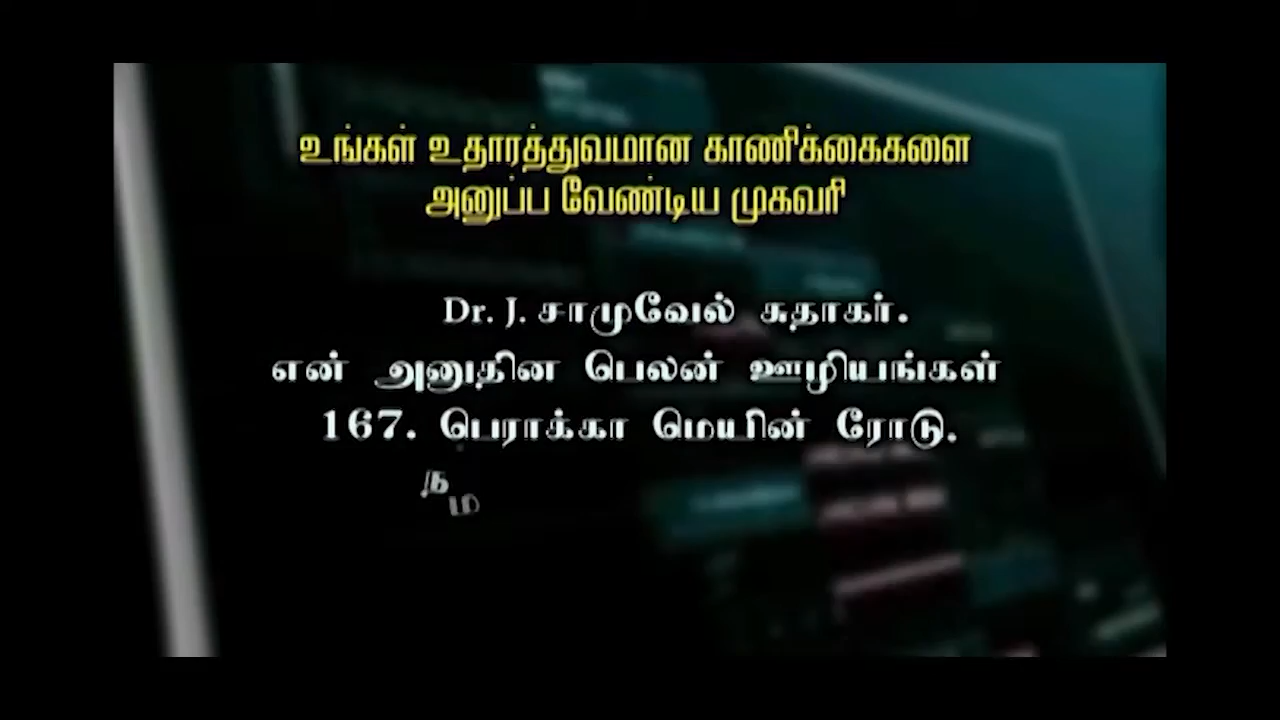 உங்கள் உதாரத்துவமான காணிக்கைகளை
அனுப்ப வேண்டிய முகவரி
Dr. J. சாமுவேல் சுதாகர்.
என் அனுதின பெலன் ஊழியங்கள்
167. பெராக்கா மெயின் ரோடு.